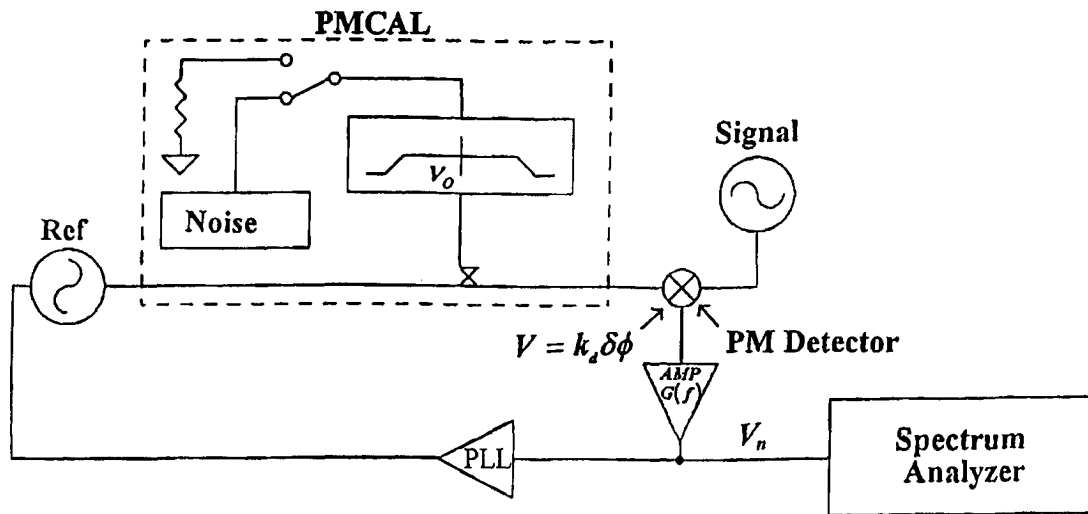 PMCAL
Signal
V_o
Noise
Ref
V = k_d δφ
PM Detector
AMP
G(f)
V_n
PLL
Spectrum
Analyzer